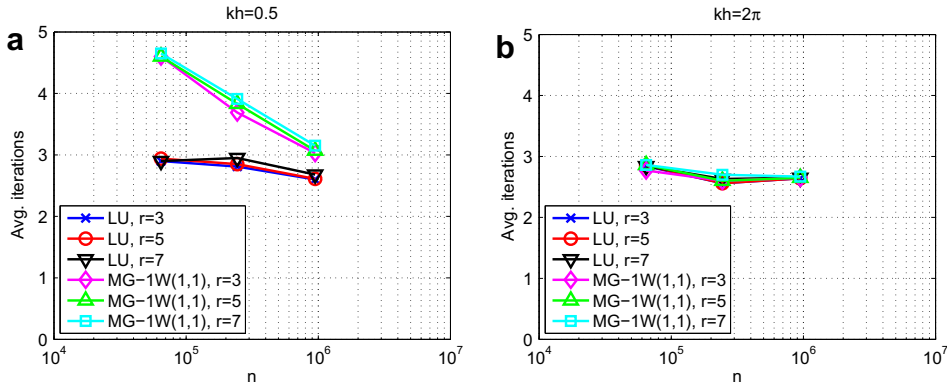 a
kh=0.5
Avg. iterations
5
4
3
2
1
0
LU, r=3
LU, r=5
LU, r=7
MG−1W(1,1), r=3
MG−1W(1,1), r=5
MG−1W(1,1), r=7
10^4
10^5
10^6
10^7
n
b
kh=2π
Avg. iterations
5
4
3
2
1
0
LU, r=3
LU, r=5
LU, r=7
MG−1W(1,1), r=3
MG−1W(1,1), r=5
MG−1W(1,1), r=7
10^4
10^5
10^6
10^7
n